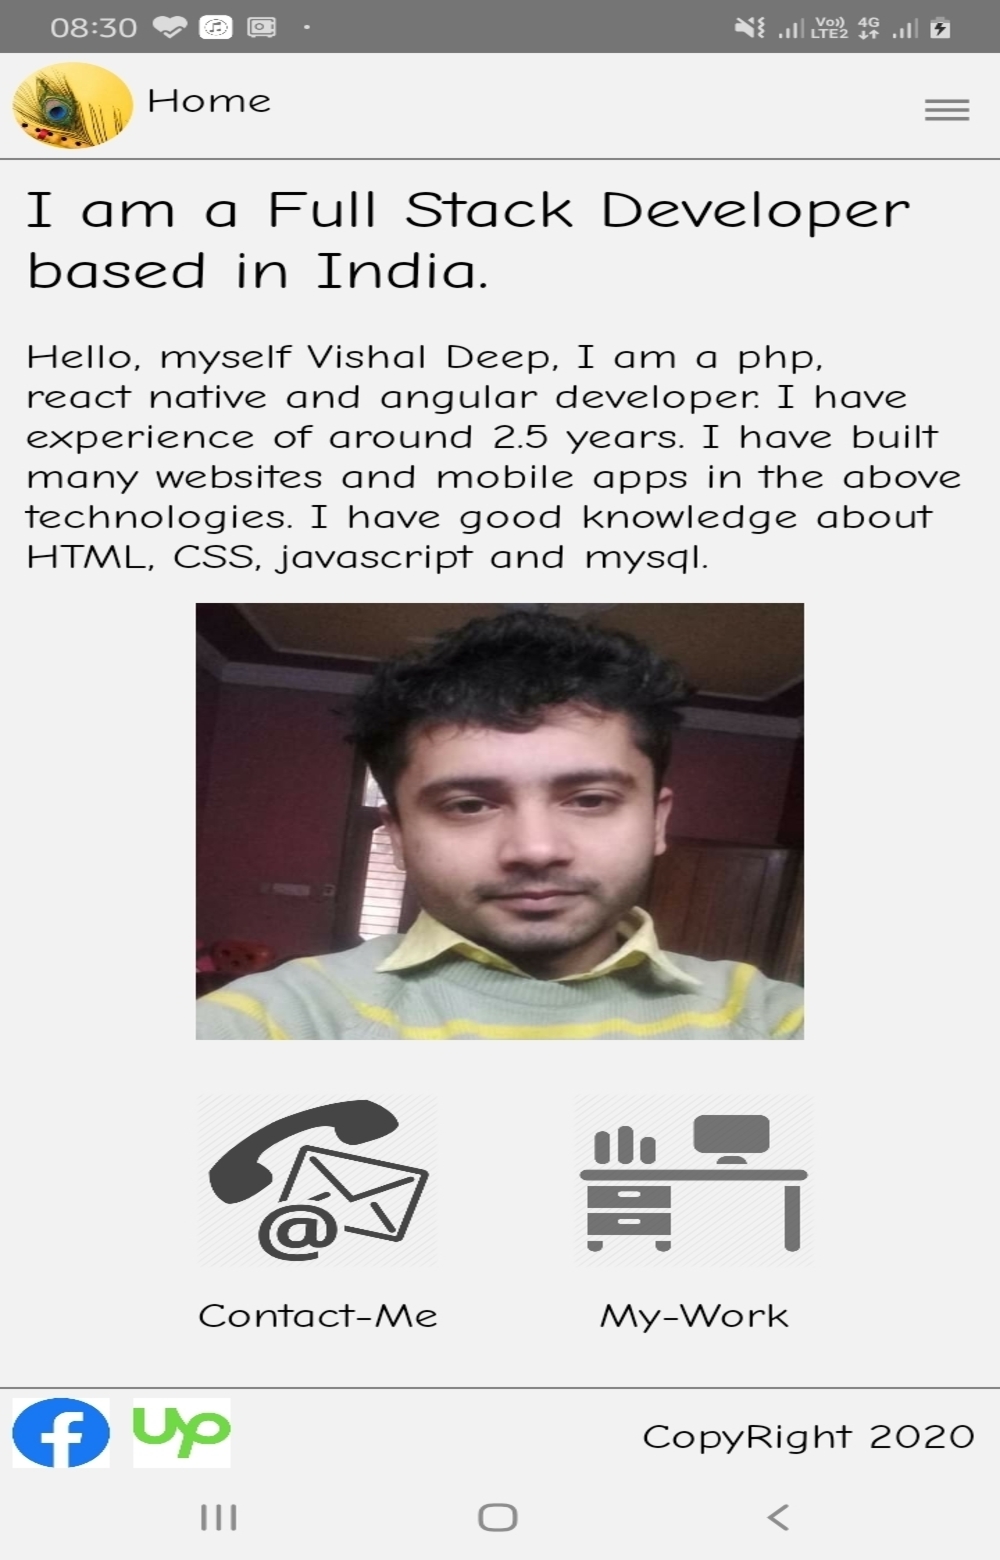 08:30
Vo)) 4G
LTE2
Home
I am a Full Stack Developer
based in India.
Hello, myself Vishal Deep, I am a php,
react native and angular developer. I have
experience of around 2.5 years. I have built
many websites and mobile apps in the above
technologies. I have good knowledge about
HTML, CSS, javascript and mysql.
@
Contact-Me My-Work
f up CopyRight 2020